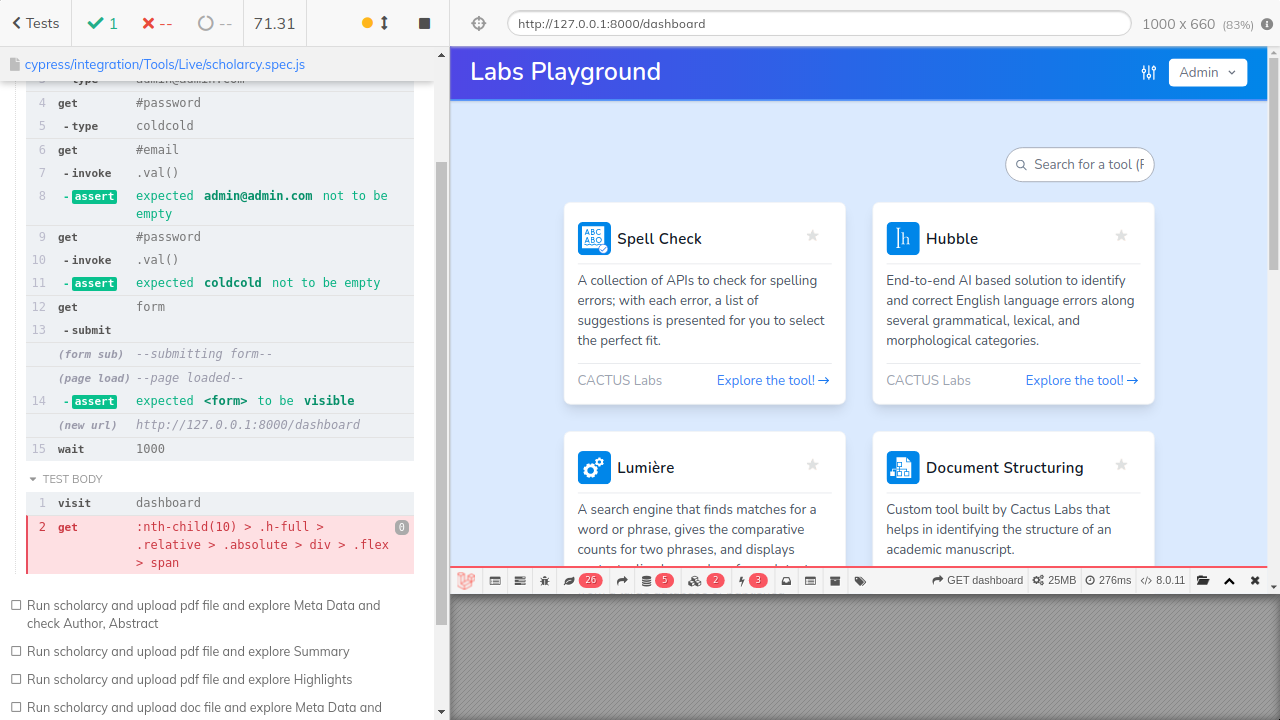 Tests
1
--
--
71.31
cypress/integration/Tools/Live/scholarcy.spec.js
3 - type admin@admin.com
4 get #password
5 - type coldcold
6 get #email
7 - invoke .val()
8 - assert expected admin@admin.com not to be
empty
9 get #password
10 - invoke .val()
11 - assert expected coldcold not to be empty
12 get form
13 - submit
(form sub) --submitting form--
(page load) --page loaded--
14 - assert expected <form> to be visible
(new url) http://127.0.0.1:8000/dashboard
15 wait 1000
TEST BODY
1 visit dashboard
2 get :nth-child(10) > .h-full > 0
.relative > .absolute > div > .flex
> span
Run scholarcy and upload pdf file and explore Meta Data and
check Author, Abstract
Run scholarcy and upload pdf file and explore Summary
Run scholarcy and upload pdf file and explore Highlights
Run scholarcy and upload doc file and explore Meta Data and
http://127.0.0.1:8000/dashboard
1000 x 660 (83%)
Labs Playground
Admin
Search for a tool (F
ABC
ABO
Spell Check
A collection of APIs to check for spelling
errors; with each error, a list of
suggestions is presented for you to select
the perfect fit.
CACTUS Labs
Explore the tool! →
h
Hubble
End-to-end AI based solution to identify
and correct English language errors along
several grammatical, lexical, and
morphological categories.
CACTUS Labs
Explore the tool! →
Lumière
A search engine that finds matches for a
word or phrase, gives the comparative
counts for two phrases, and displays
Document Structuring
Custom tool built by Cactus Labs that
helps in identifying the structure of an
academic manuscript.
26
5
2
3
GET dashboard
25MB
276ms
8.0.11